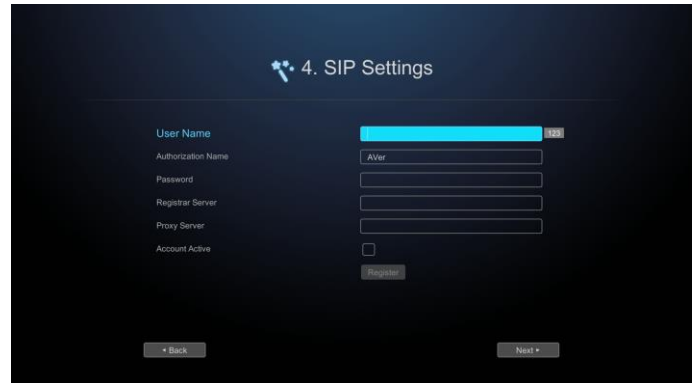 4. SIP Settings
User Name 123
Authorization Name AVer
Password
Registrar Server
Proxy Server
Account Active
Register
Back Next